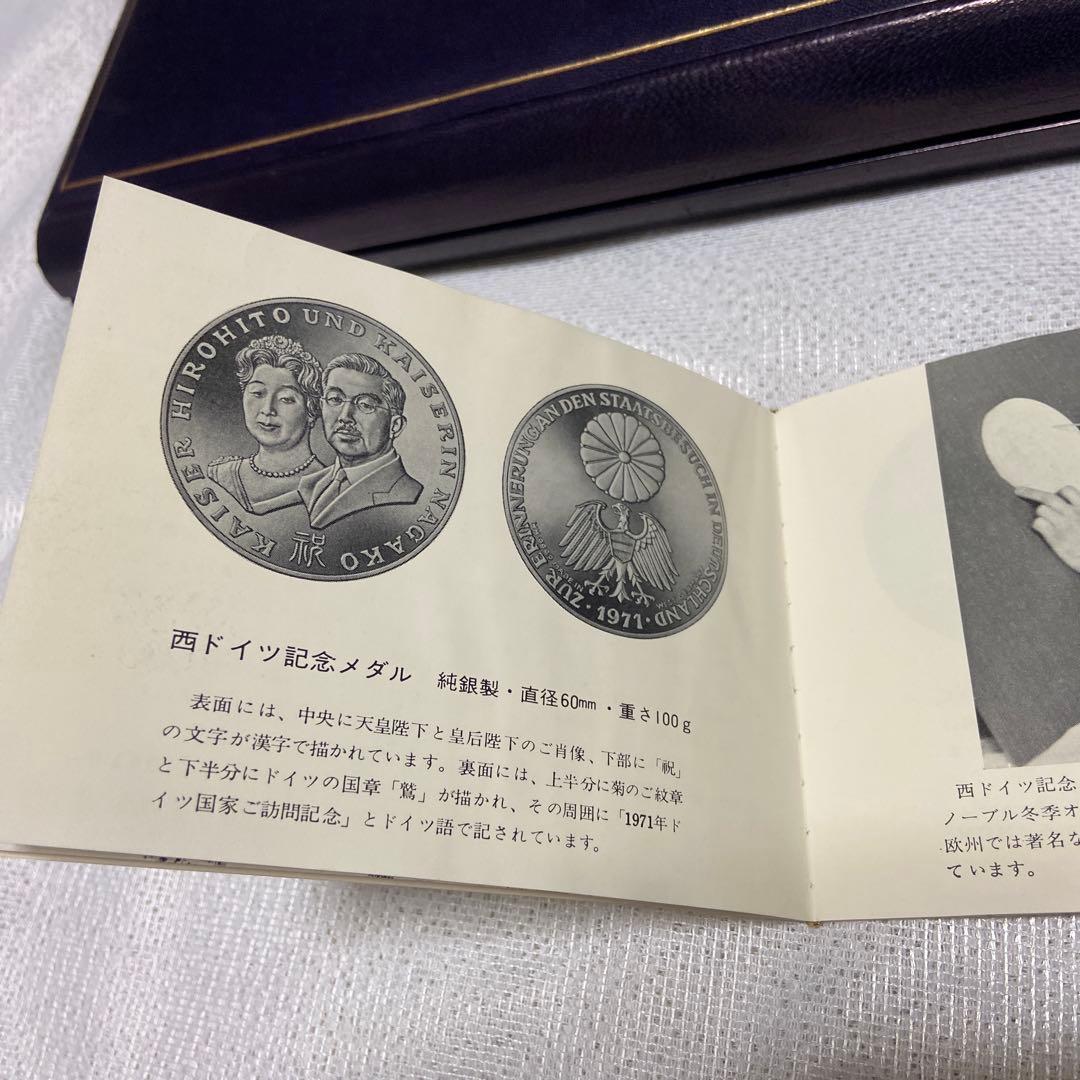 KAISER HIROHITO UND KAISERIN NAGAKO
祝
ZUR ERINNERUNG AN DEN STAATSBESUCH IN DEUTSCHLAND
· 1971 ·
西ドイツ記念メダル 純銀製・直径60mm・重さ100g
表面には、中央に天皇陛下と皇后陛下のご肖像、下部に「祝」
の文字が漢字で描かれています。裏面には、上半分に菊のご紋章
と下半分にドイツの国章「鷲」が描かれ、その周囲に「1971年ド
イツ国家ご訪問記念」とドイツ語で記されています。
西ドイツ記念
ノーブル冬季オ
欧州では著名な
ています。